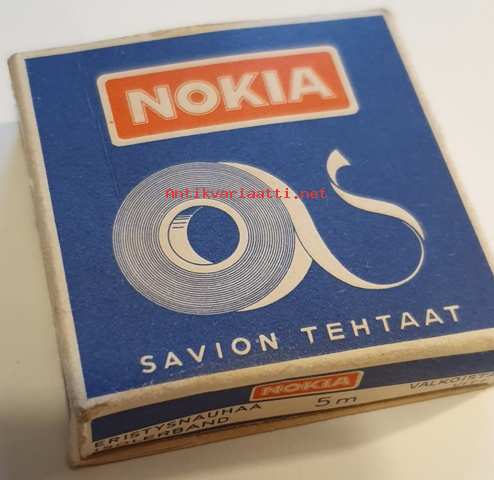 NOKIA
Antikvariaatti.net
SAVION TEHTAAT
NOKIA
ERISTYSNAUHAA 5 m